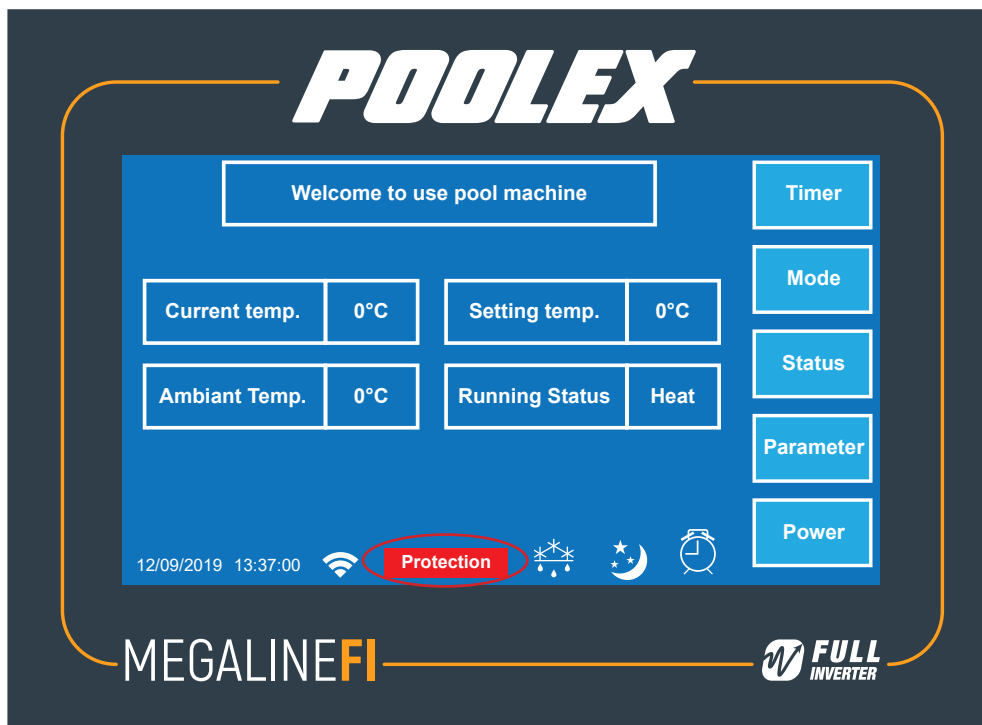 POOLEX
Welcome to use pool machine
Timer
Mode
Current temp. 0°C Setting temp. 0°C
Status
Ambiant Temp. 0°C Running Status Heat
Parameter
Power
12/09/2019 13:37:00 Protection
MEGALINEFI
FULL
INVERTER